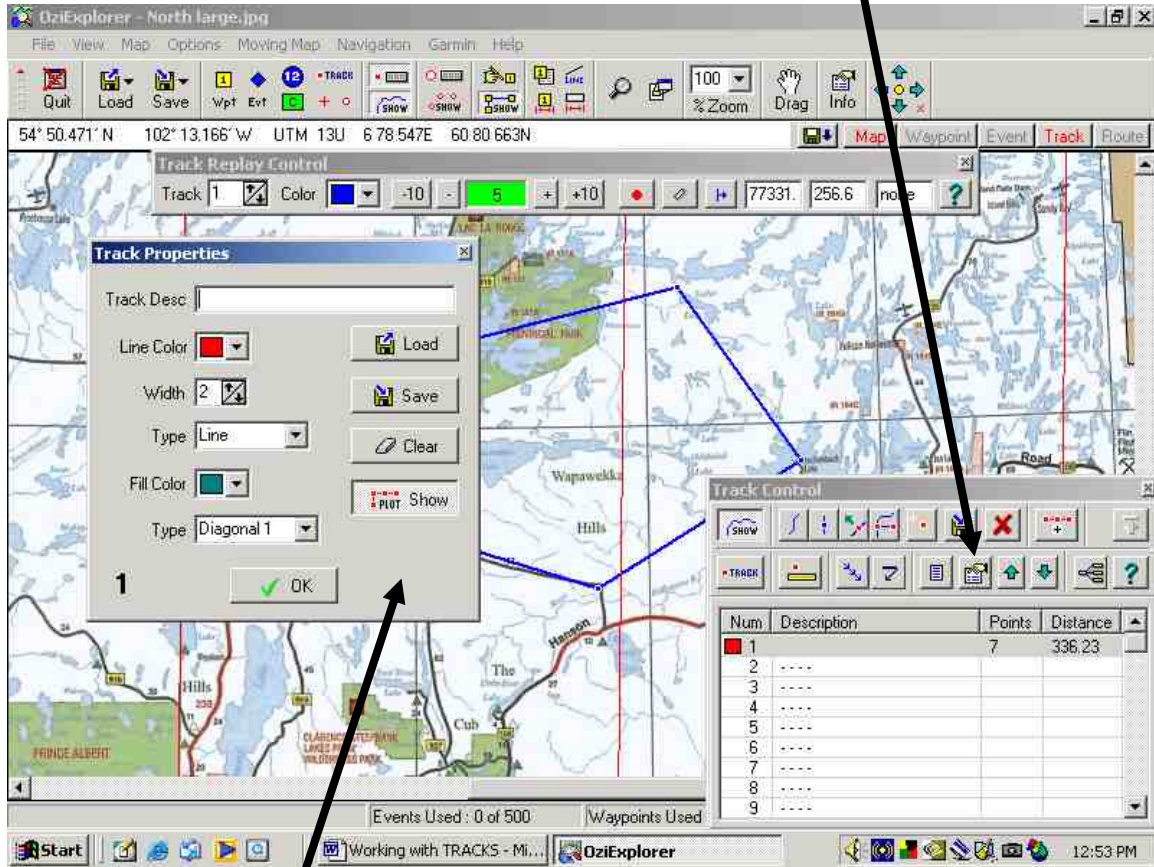 OziExplorer - North large.jpg
File View Map Options Moving Map Navigation Garmin Help
Quit Load Save Wpt Evt 12 TRACK SHOW SHOW SHOW LINE 100 %Zoom Drag Info
54° 50.471' N 102° 13.166' W UTM 13U 6 78 547E 60 80 663N Map Waypoint Event Track Route
Track Replay Control
Track 1 Color -10 - 5 + +10 77331. 256.6 none ?
Track Properties
Track Desc
Line Color
Load
Width 2
Save
Type Line
Clear
Fill Color
PLOT Show
Type Diagonal 1
1
OK
Wapawekka
Hills
Road
Hanson
The
Cub
Hills
PRINCE ALBERT
Track Control
SHOW
TRACK ?
Num Description Points Distance
1 7 336.23
2 ----
3 ----
4 ----
5 ----
6 ----
7 ----
8 ----
9 ----
Events Used : 0 of 500 Waypoints Used
Start Working with TRACKS - Mi... OziExplorer 12:53 PM